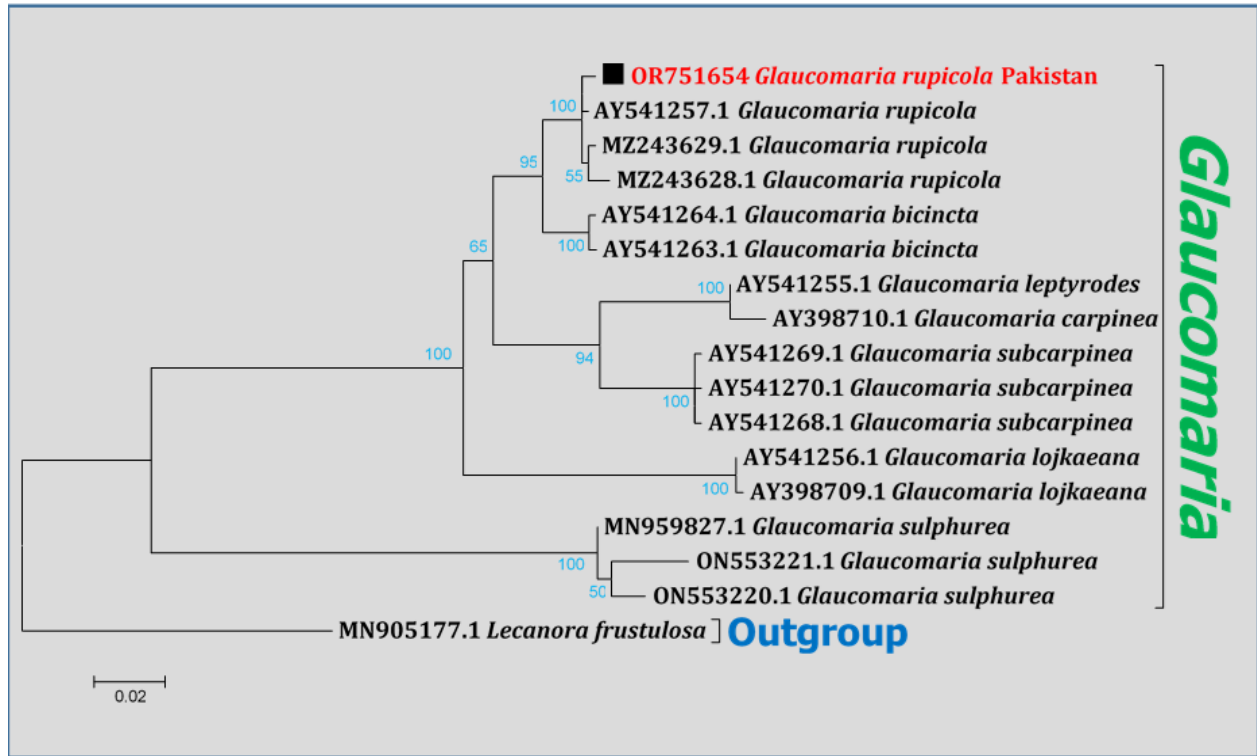 OR751654 Glaucomaria rupicola Pakistan
100
AY541257.1 Glaucomaria rupicola
MZ243629.1 Glaucomaria rupicola
95
55
MZ243628.1 Glaucomaria rupicola
AY541264.1 Glaucomaria bicincta
65
100
AY541263.1 Glaucomaria bicincta
100
AY541255.1 Glaucomaria leptyrodes
AY398710.1 Glaucomaria carpinea
100
94
AY541269.1 Glaucomaria subcarpinea
AY541270.1 Glaucomaria subcarpinea
100
AY541268.1 Glaucomaria subcarpinea
AY541256.1 Glaucomaria lojkaeana
100
AY398709.1 Glaucomaria lojkaeana
MN959827.1 Glaucomaria sulphurea
100
ON553221.1 Glaucomaria sulphurea
50
ON553220.1 Glaucomaria sulphurea
Glaucomaria
MN905177.1 Lecanora frustulosa
Outgroup
0.02